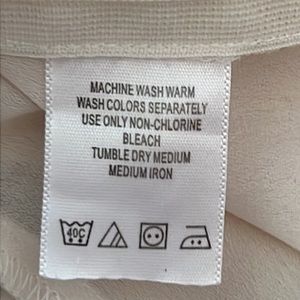 MACHINE WASH WARM
WASH COLORS SEPARATELY
USE ONLY NON-CHLORINE
BLEACH
TUMBLE DRY MEDIUM
MEDIUM IRON
40C